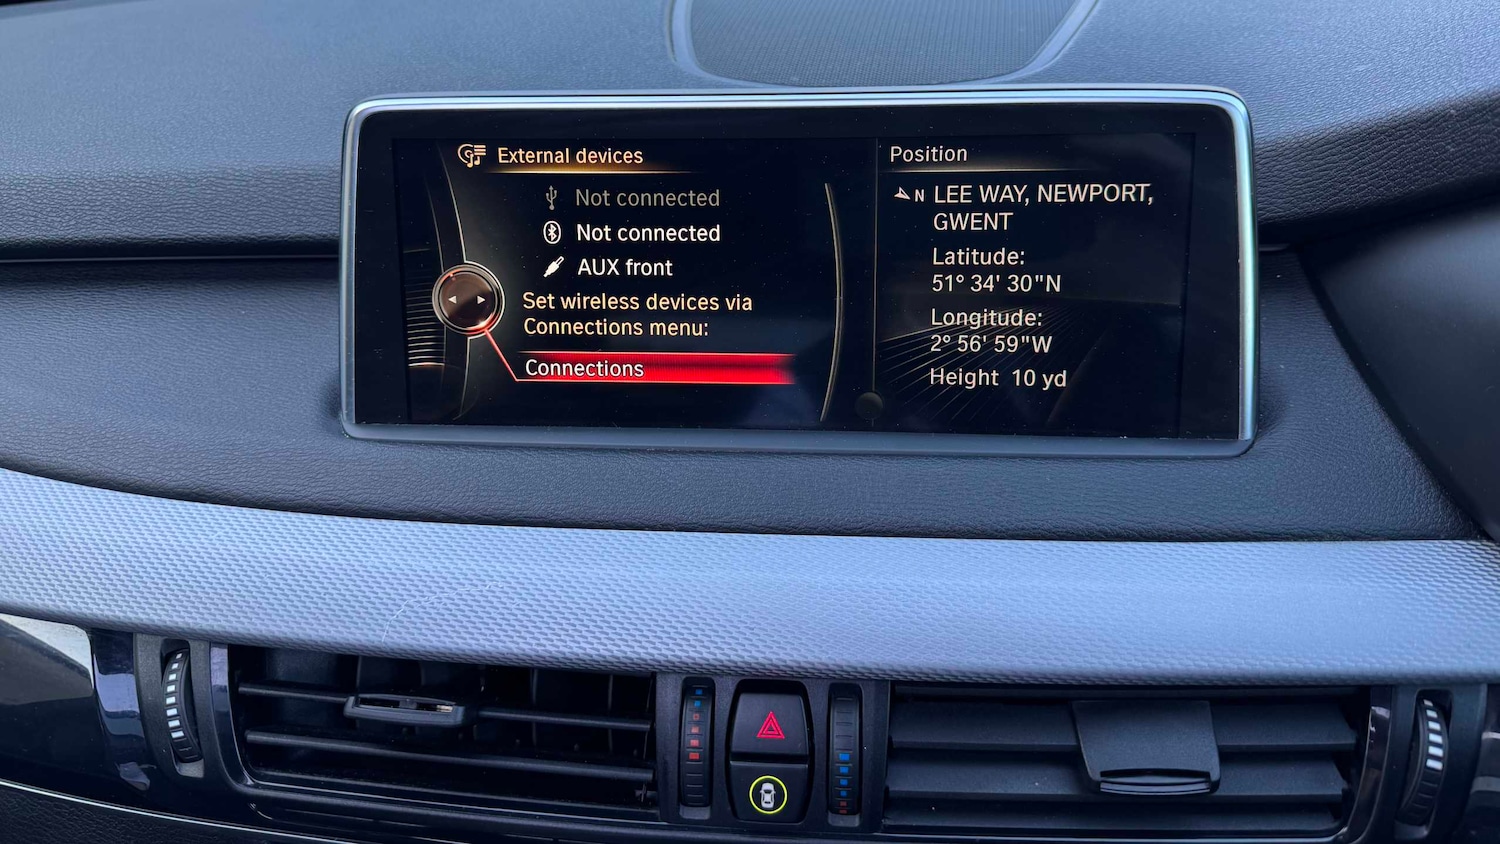 External devices
Not connected
Not connected
AUX front
Set wireless devices via
Connections menu:
Connections
Position
N LEE WAY, NEWPORT,
GWENT
Latitude:
51° 34' 30"N
Longitude:
2° 56' 59"W
Height 10 yd